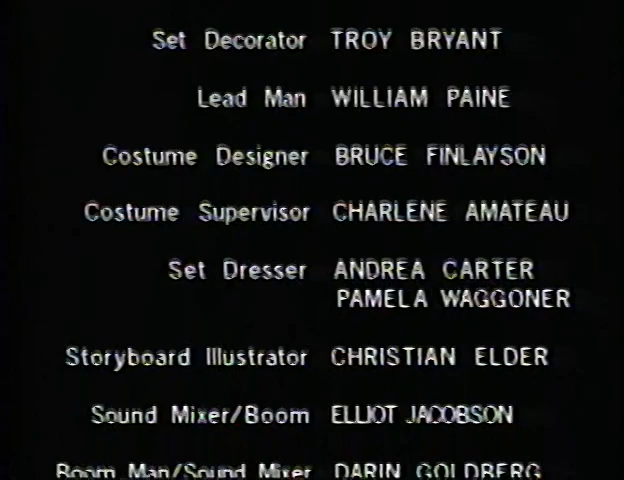 Set Decorator TROY BRYANT
Lead Man WILLIAM PAINE
Costume Designer BRUCE FINLAYSON
Costume Supervisor CHARLENE AMATEAU
Set Dresser ANDREA CARTER
PAMELA WAGGONER
Storyboard Illustrator CHRISTIAN ELDER
Sound Mixer/Boom ELLIOT JACOBSON
Boom Man/Sound Mixer DARIN GOLDBERG